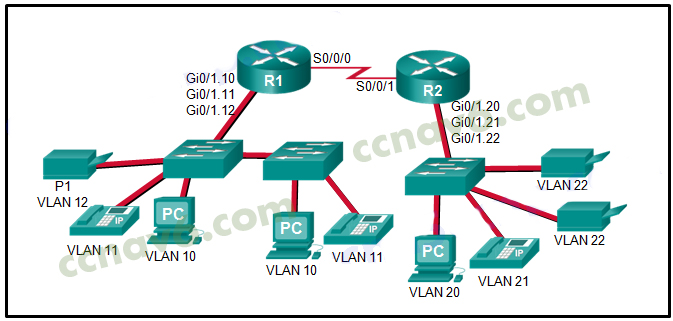 S0/0/0
R1
Gi0/1.10
Gi0/1.11
Gi0/1.12
S0/0/1
R2
Gi0/1.20
Gi0/1.21
Gi0/1.22
ccnav6.com
P1
VLAN 12
IP
VLAN 11
PC
VLAN 10
PC
VLAN 10
IP
VLAN 11
PC
VLAN 20
IP
VLAN 21
VLAN 22
VLAN 22
ccnav6.com